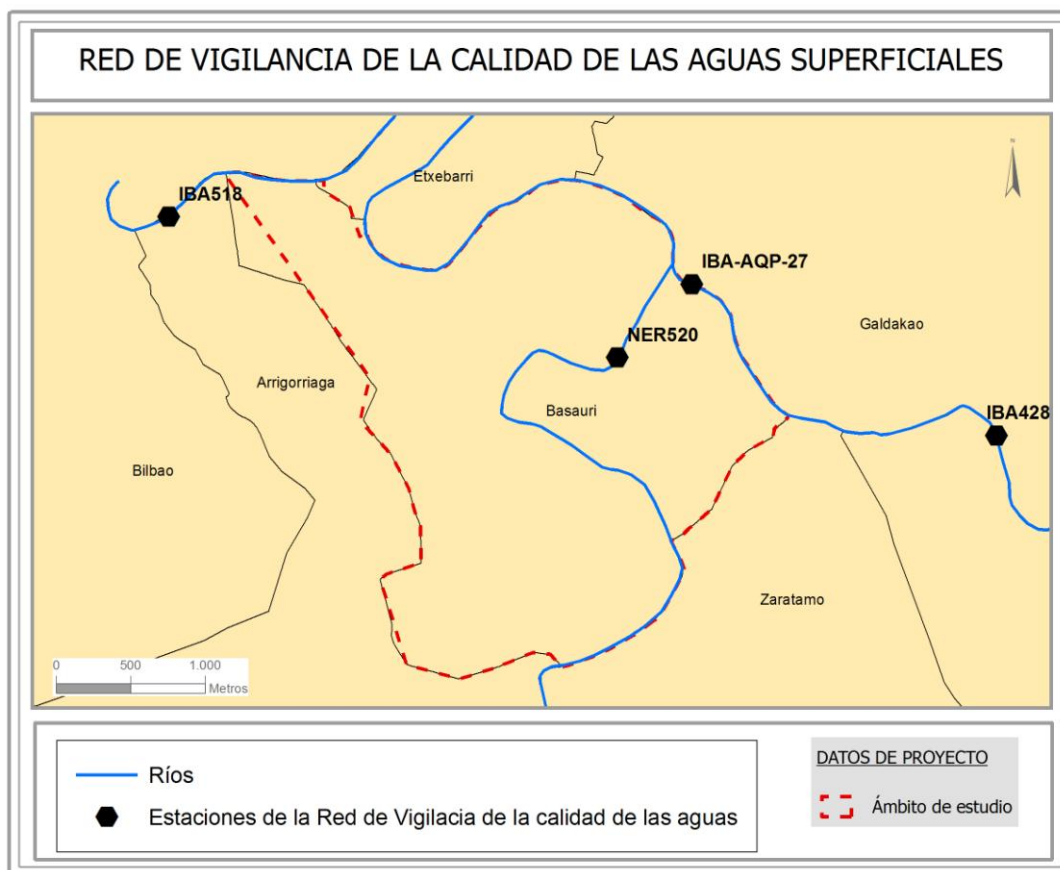 RED DE VIGILANCIA DE LA CALIDAD DE LAS AGUAS SUPERFICIALES
N
Etxebarri
IBA518
IBA-AQP-27
Galdakao
NER520
Arrigorriaga
Basauri
IBA428
Bilbao
Zaratamo
0 500 1.000
Metros
Ríos
Estaciones de la Red de Vigilacia de la calidad de las aguas
DATOS DE PROYECTO
Ámbito de estudio